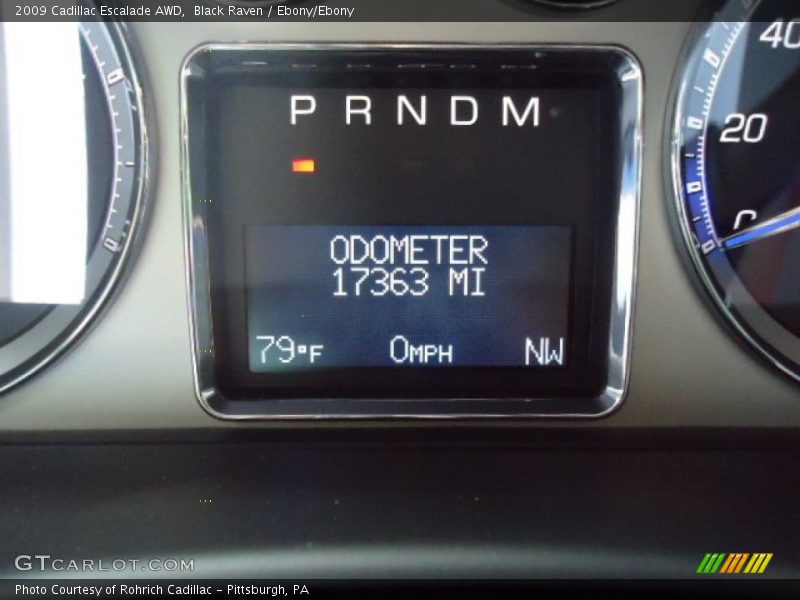 2009 Cadillac Escalade AWD, Black Raven / Ebony/Ebony
P R N D M
40
20
0
ODOMETER
17363 MI
79°F 0MPH NW
GTCARLOT.COM
Photo Courtesy of Rohrich Cadillac - Pittsburgh, PA